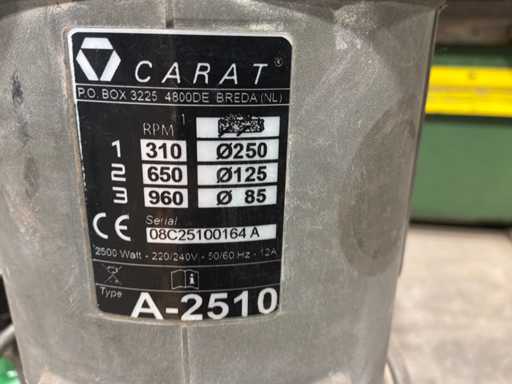 CARAT®
P.O. BOX 3225 4800DE BREDA (NL)
RPM
1 310 Ø250
2 650 Ø125
3 960 Ø 85
CE Serial
08C25100164 A
2500 Watt - 220/240V - 50/60 Hz - 12A
i
Type A-2510